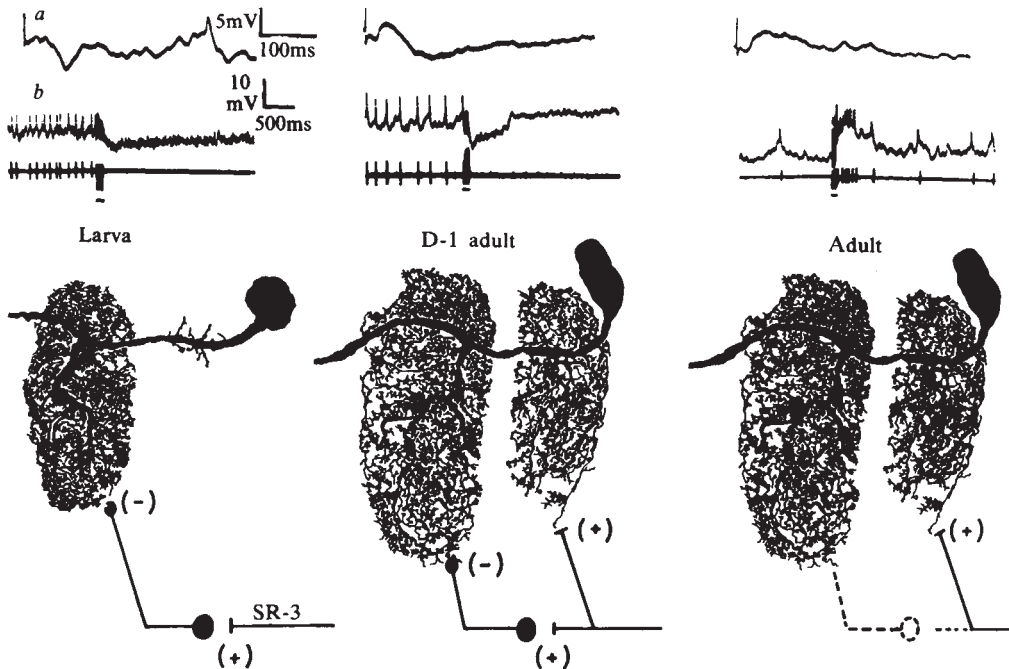 a
5mV
100ms
b
10
mV
500ms
Larva
D-1 adult
Adult
(-)
(+)
(+)
(-)
SR-3
(+)
(+)